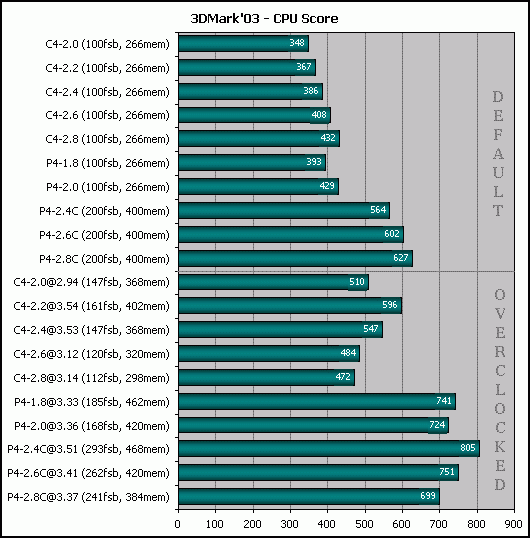 3DMark'03 - CPU Score
C4-2.0 (100fsb, 266mem) 348
C4-2.2 (100fsb, 266mem) 367
C4-2.4 (100fsb, 266mem) 386
C4-2.6 (100fsb, 266mem) 408
C4-2.8 (100fsb, 266mem) 432
P4-1.8 (100fsb, 266mem) 393
P4-2.0 (100fsb, 266mem) 429
P4-2.4C (200fsb, 400mem) 564
P4-2.6C (200fsb, 400mem) 602
P4-2.8C (200fsb, 400mem) 627
DEFAULT
C4-2.0@2.94 (147fsb, 368mem) 510
C4-2.2@3.54 (161fsb, 402mem) 596
C4-2.4@3.53 (147fsb, 368mem) 547
C4-2.6@3.12 (120fsb, 320mem) 484
C4-2.8@3.14 (112fsb, 298mem) 472
P4-1.8@3.33 (185fsb, 462mem) 741
P4-2.0@3.36 (168fsb, 420mem) 724
P4-2.4C@3.51 (293fsb, 468mem) 805
P4-2.6C@3.41 (262fsb, 420mem) 751
P4-2.8C@3.37 (241fsb, 384mem) 699
OVERCLOCKED
0 100 200 300 400 500 600 700 800 900